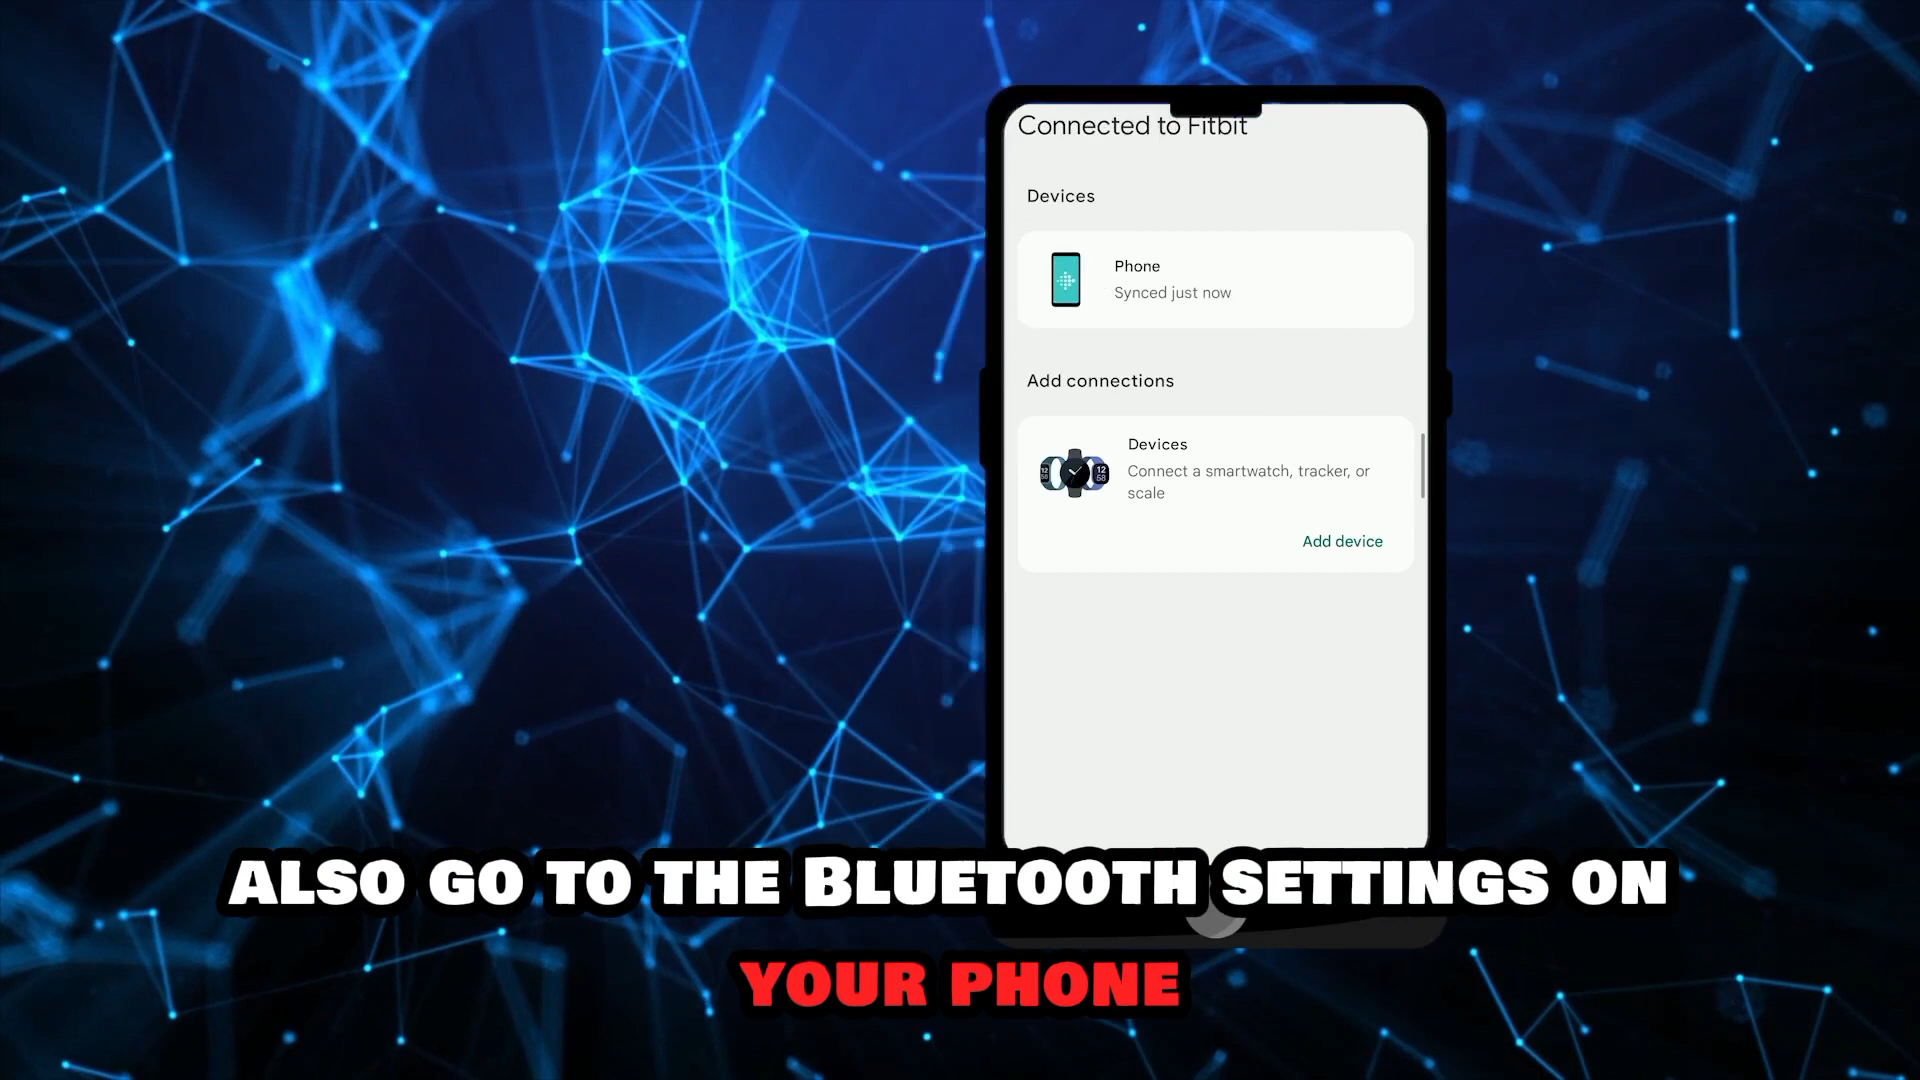 Connected to Fitbit
Devices
Phone
Synced just now
Add connections
Devices
Connect a smartwatch, tracker, or
scale
Add device
ALSO GO TO THE BLUETOOTH SETTINGS ON
YOUR PHONE